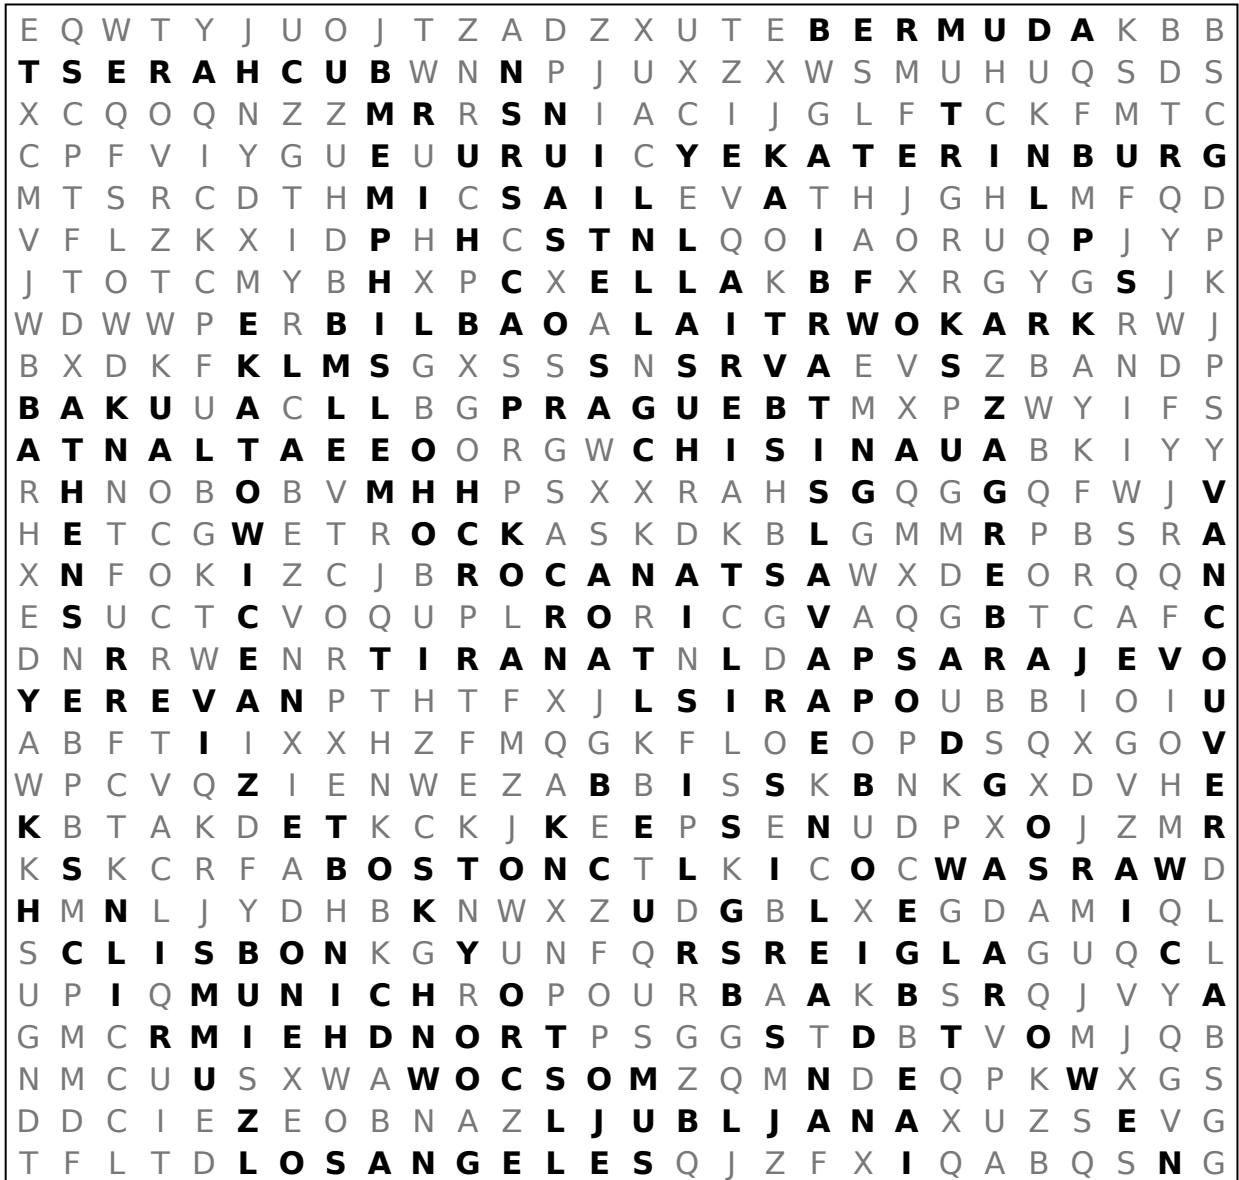 E Q W T Y J U O J T Z A D Z X U T E B E R M U D A K B B
T S E R A H C U B W N N P J U X Z X W S M U H U Q S D S
X C Q O Q N Z Z M R R S N I A C I J G L F T C K F M T C
C P F V I Y G U E U U R U I C Y E K A T E R I N B U R G
M T S R C D T H M I C S A I L E V A T H J G H L M F Q D
V F L Z K X I D P H H C S T N L Q O I A O R U Q P J Y P
J T O T C M Y B H X P C X E L L A K B F X R G Y G S J K
W D W W P E R B I L B A O A L A I T R W O K A R K R W J
B X D K F K L M S G X S S S N S R V A E V S Z B A N D P
B A K U U A C L L B G P R A G U E B T M X P Z W Y I F S
A T N A L T A E E O O R G W C H I S I N A U A B K I Y Y
R H N O B O B V M H H P S X X R A H S G Q G G Q F W J V
H E T C G W E T R O C K A S K D K B L G M M R P B S R A
X N F O K I Z C J B R O C A N A T S A W X D E O R Q Q N
E S U C T C V O Q U P L R O R I C G V A Q G B T C A F C
D N R R W E N R T I R A N A T N L D A P S A R A J E V O
Y E R E V A N P T H T F X J L S I R A P O U B B I O I U
A B F T I I X X H Z F M Q G K F L O E O P D S Q X G O V
W P C V Q Z I E N W E Z A B B I S S K B N K G X D V H E
K B T A K D E T K C K J K E E P S E N U D P X O J Z M R
K S K C R F A B O S T O N C T L K I C O C W A S R A W D
H M N L J Y D H B K N W X Z U D G B L X E G D A M I Q L
S C L I S B O N K G Y U N F Q R S R E I G L A G U Q C L
U P I Q M U N I C H R O P O U R B A A K B S R Q J V Y A
G M C R M I E H D N O R T P S G G S T D B T V O M J Q B
N M C U U S X W A W O C S O M Z Q M N D E Q P K W X G S
D D C I E Z E O B N A Z L J U B L J A N A X U Z S E V G
T F L T D L O S A N G E L E S Q J Z F X I Q A B Q S N G